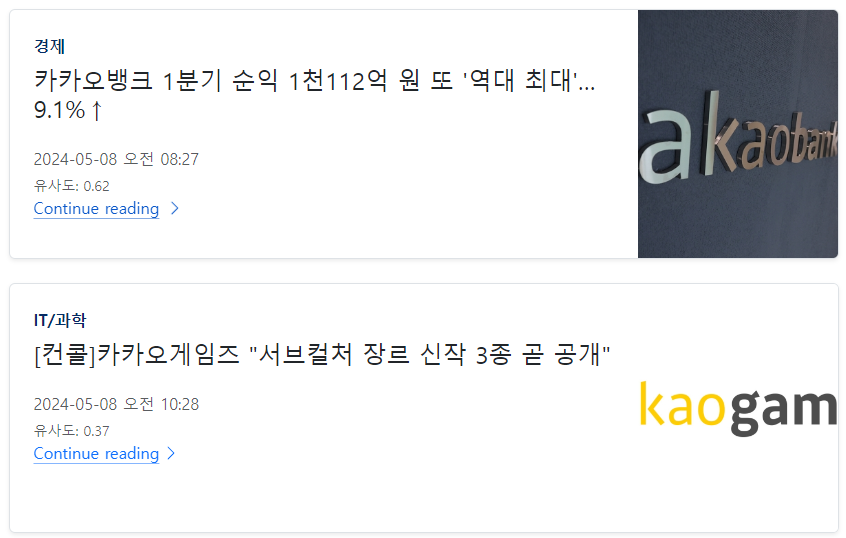 경제
카카오뱅크 1분기 순익 1천112억 원 또 '역대 최대'…
9.1%↑
2024-05-08 오전 08:27
유사도: 0.62
Continue reading
akaobank
IT/과학
[컨콜]카카오게임즈 "서브컬처 장르 신작 3종 곧 공개"
2024-05-08 오전 10:28
유사도: 0.37
Continue reading
kaogam